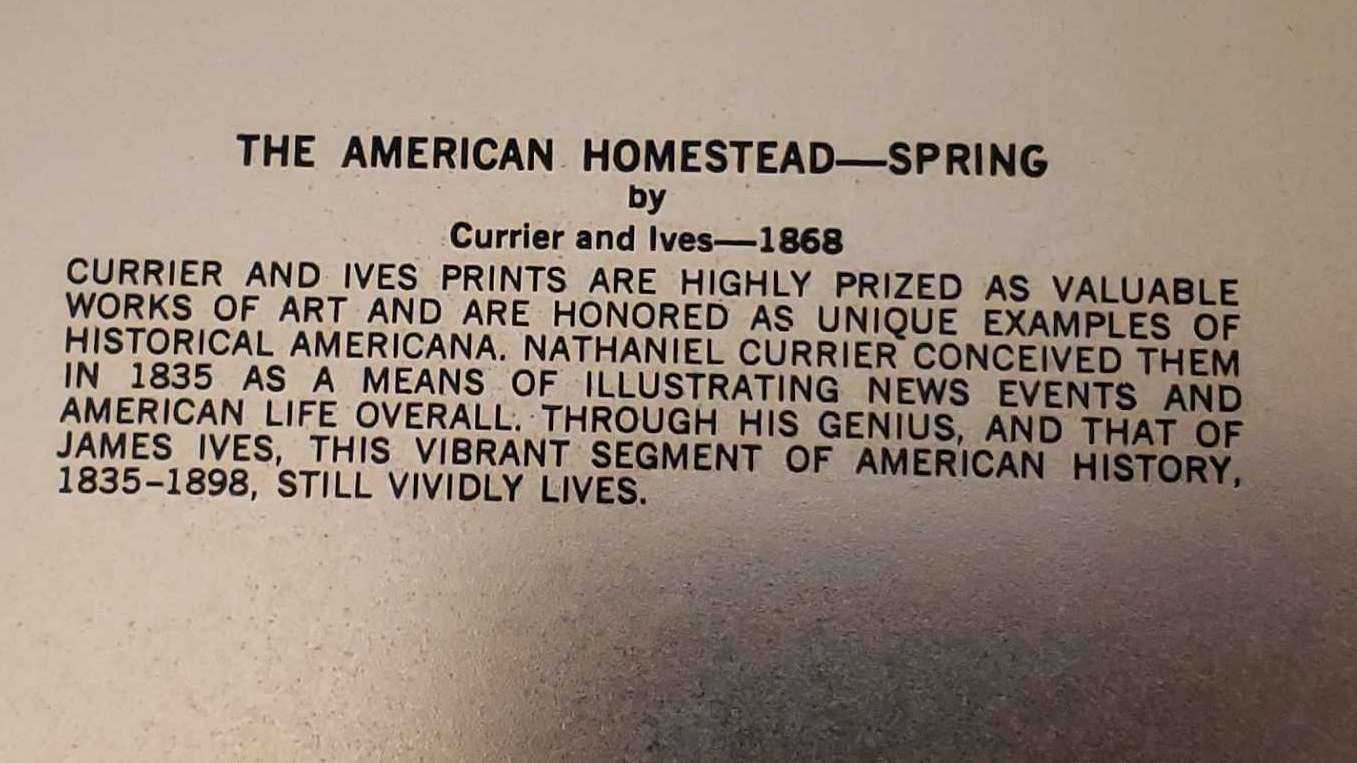 THE AMERICAN HOMESTEAD—SPRING
by
Currier and Ives—1868
CURRIER AND IVES PRINTS ARE HIGHLY PRIZED AS VALUABLE
WORKS OF ART AND ARE HONORED AS UNIQUE EXAMPLES OF
HISTORICAL AMERICANA. NATHANIEL CURRIER CONCEIVED THEM
IN 1835 AS A MEANS OF ILLUSTRATING NEWS EVENTS AND
AMERICAN LIFE OVERALL. THROUGH HIS GENIUS, AND THAT OF
JAMES IVES, THIS VIBRANT SEGMENT OF AMERICAN HISTORY,
1835-1898, STILL VIVIDLY LIVES.